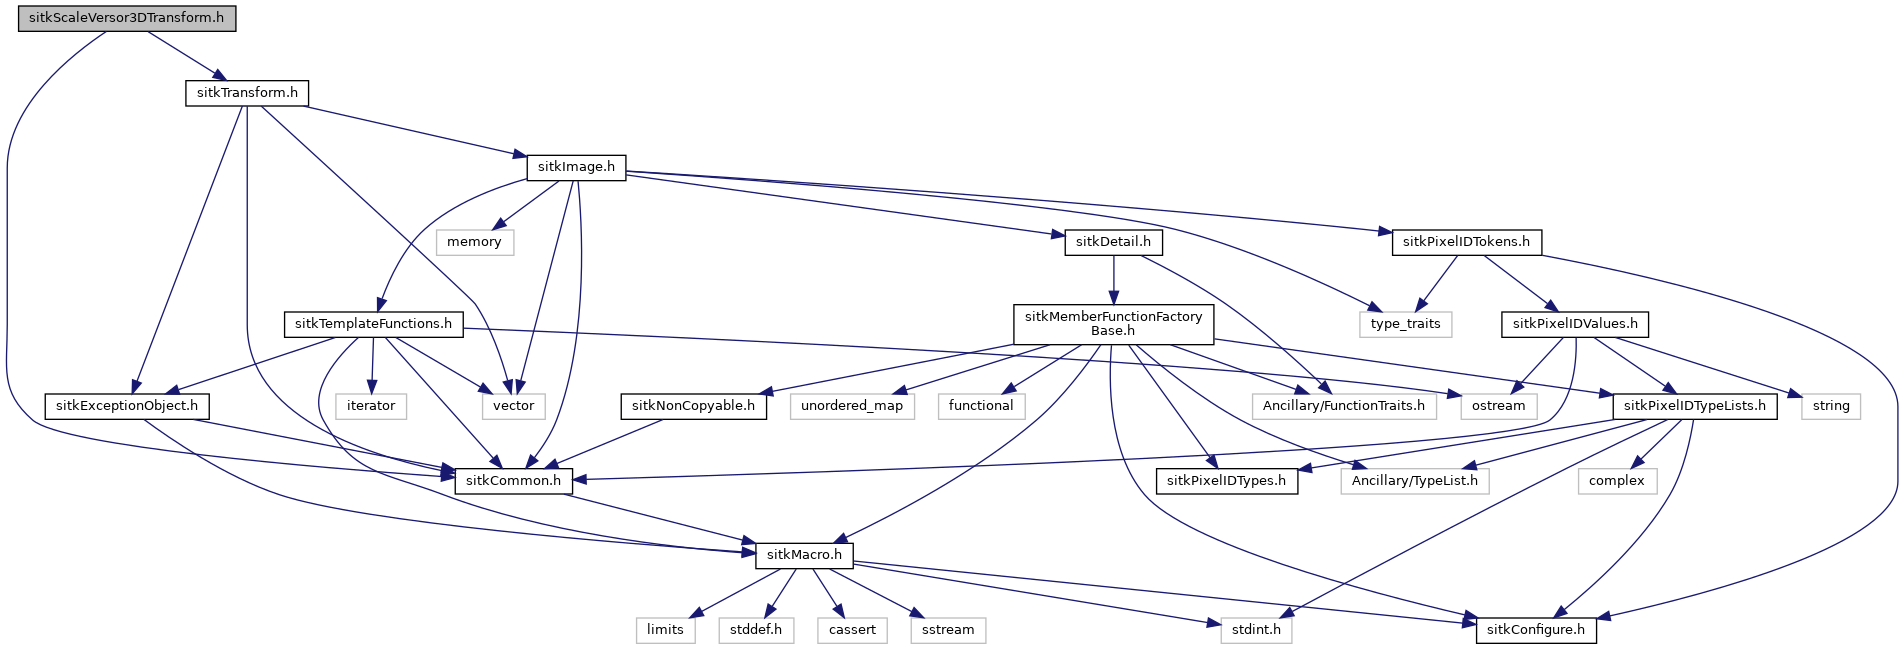 sitkScaleVersor3DTransform.h
sitkTransform.h
sitkImage.h
memory
sitkDetail.h
sitkPixelIDTokens.h
sitkTemplateFunctions.h
sitkMemberFunctionFactory
Base.h
type_traits
sitkPixelIDValues.h
sitkExceptionObject.h
iterator
vector
sitkNonCopyable.h
unordered_map
functional
Ancillary/FunctionTraits.h
ostream
sitkPixelIDTypeLists.h
string
sitkCommon.h
sitkPixelIDTypes.h
Ancillary/TypeList.h
complex
sitkMacro.h
limits
stddef.h
cassert
sstream
stdint.h
sitkConfigure.h